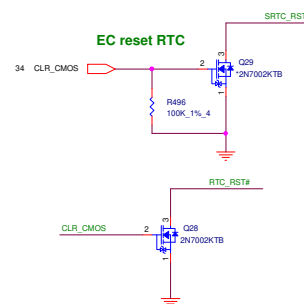 SRTC_RST
EC reset RTC
3
34 CLR_CMOS
2
Q29
*2N7002KTB
R496
100K_1%_4
1
RTC_RST#
3
CLR_CMOS
2
Q28
2N7002KTB
1